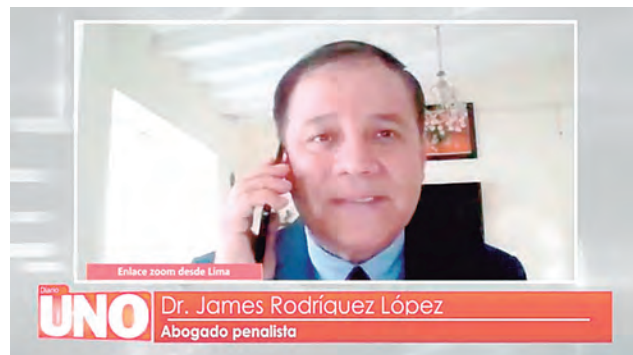 Enlace zoom desde Lima
Diario
UNO
Dr. James Rodríguez López
Abogado penalista